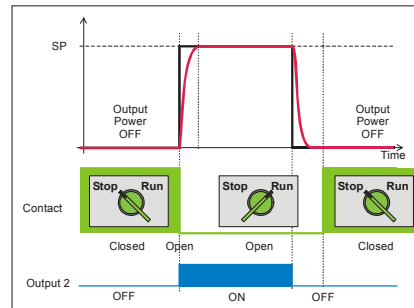 SP
Output Power OFF
Output Power OFF
Time
Contact
Stop Run
Stop Run
Stop Run
Closed Open Open Closed
Output 2
OFF ON OFF